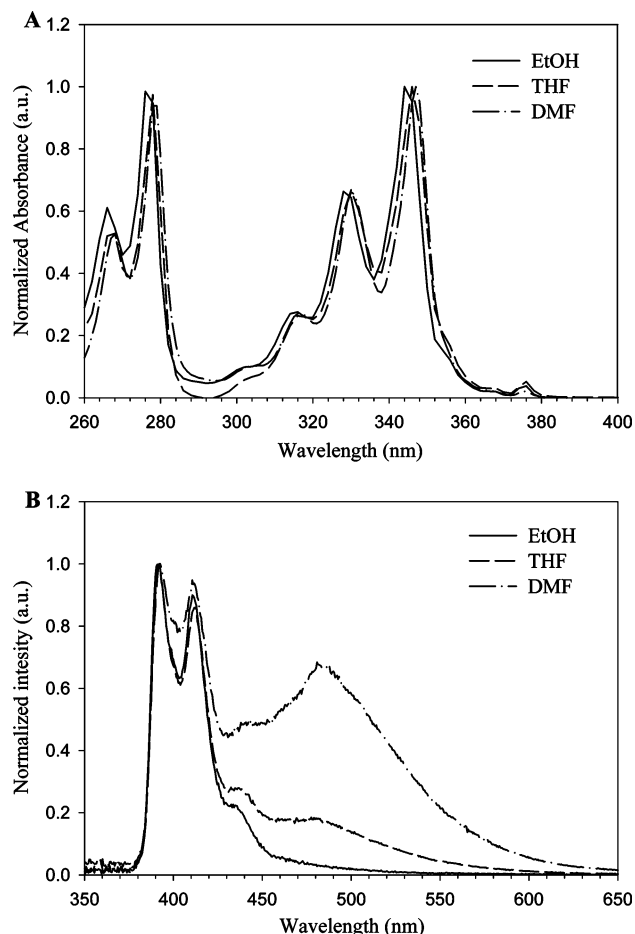 A
1.2
1.0
0.8
0.6
0.4
0.2
0.0
Normalized Absorbance (a.u.)
EtOH
THF
DMF
260 280 300 320 340 360 380 400
Wavelength (nm)
B
1.2
1.0
0.8
0.6
0.4
0.2
0.0
Normalized intesity (a.u.)
EtOH
THF
DMF
350 400 450 500 550 600 650
Wavelength (nm)